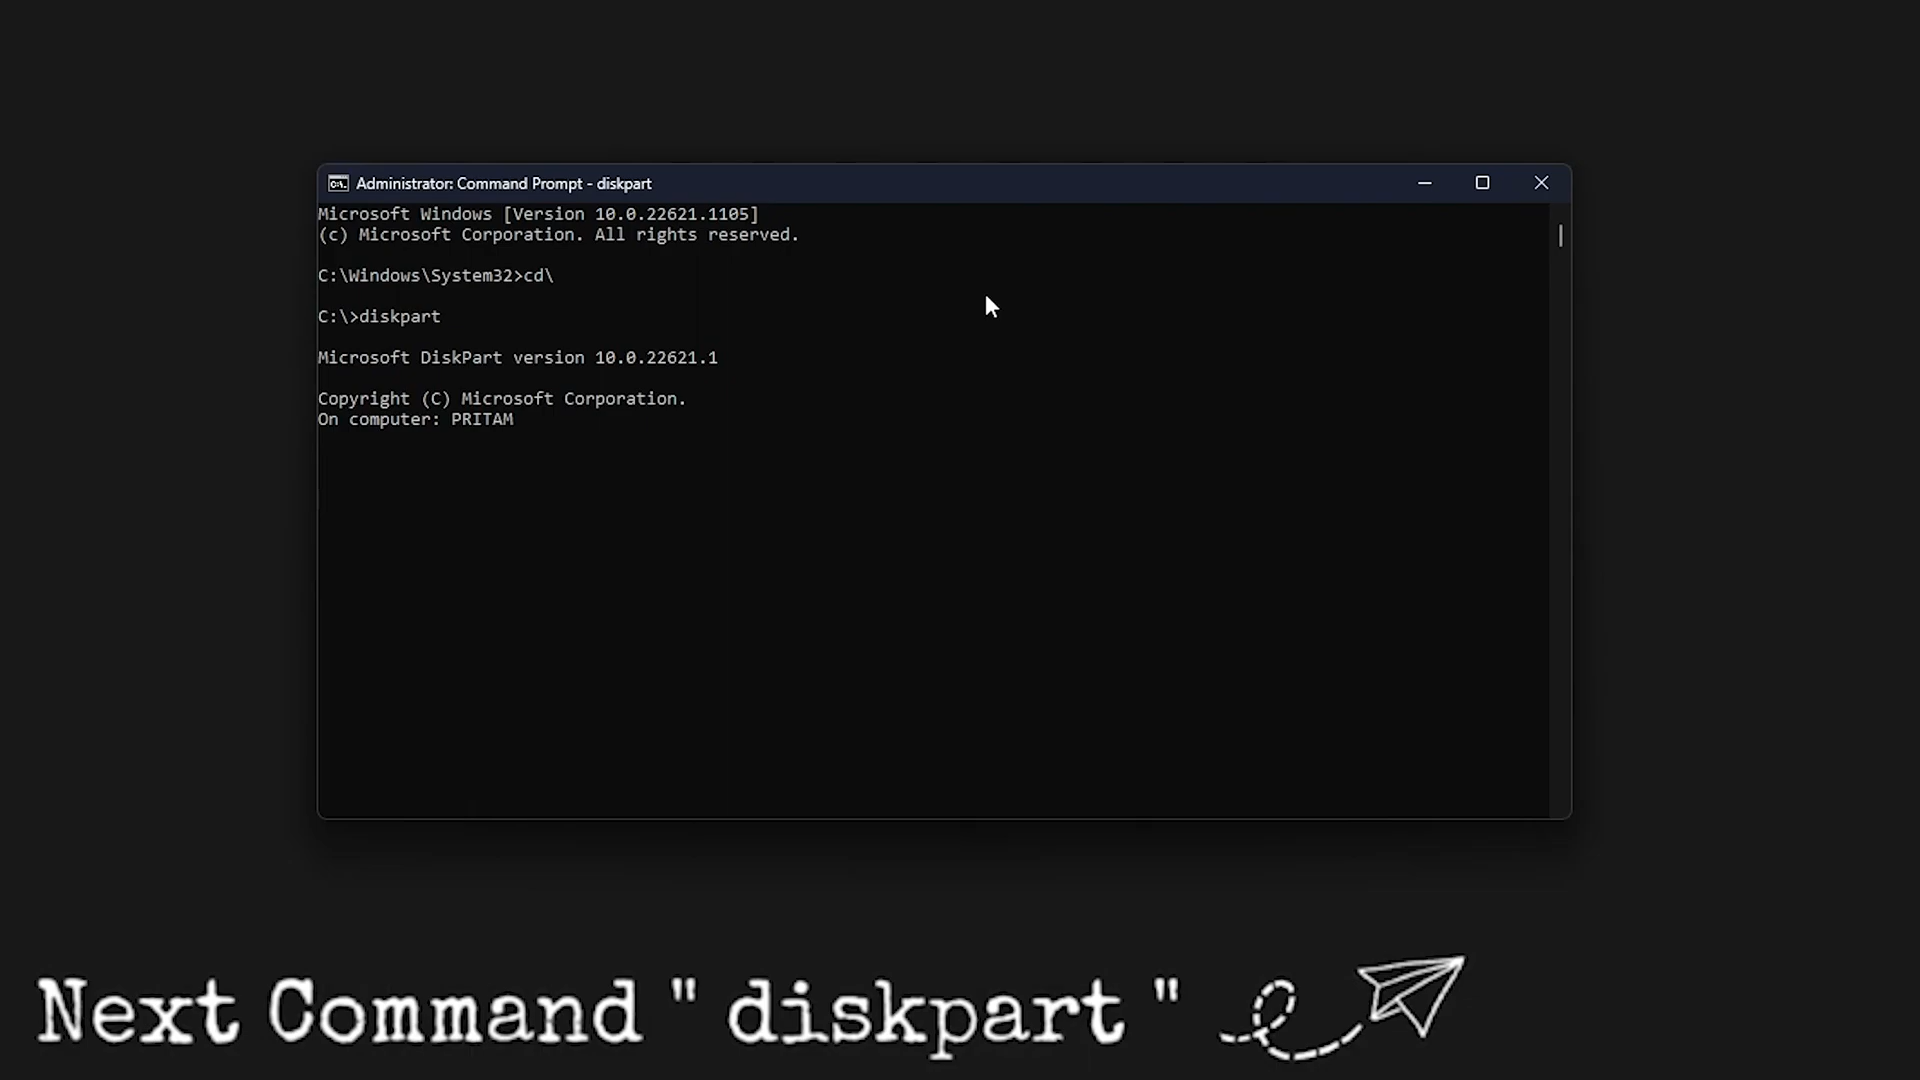 Administrator: Command Prompt - diskpart
Microsoft Windows [Version 10.0.22621.1105]
(c) Microsoft Corporation. All rights reserved.
C:\Windows\System32>cd\
C:\>diskpart
Microsoft DiskPart version 10.0.22621.1
Copyright (C) Microsoft Corporation.
On computer: PRITAM
Next Command " diskpart "